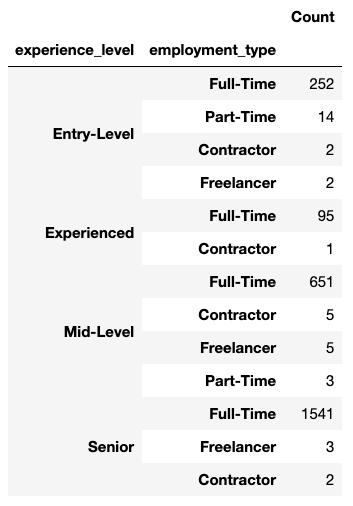 Count
experience_level employment_type
Entry-Level Full-Time 252
Part-Time 14
Contractor 2
Freelancer 2
Experienced Full-Time 95
Contractor 1
Mid-Level Full-Time 651
Contractor 5
Freelancer 5
Part-Time 3
Senior Full-Time 1541
Freelancer 3
Contractor 2